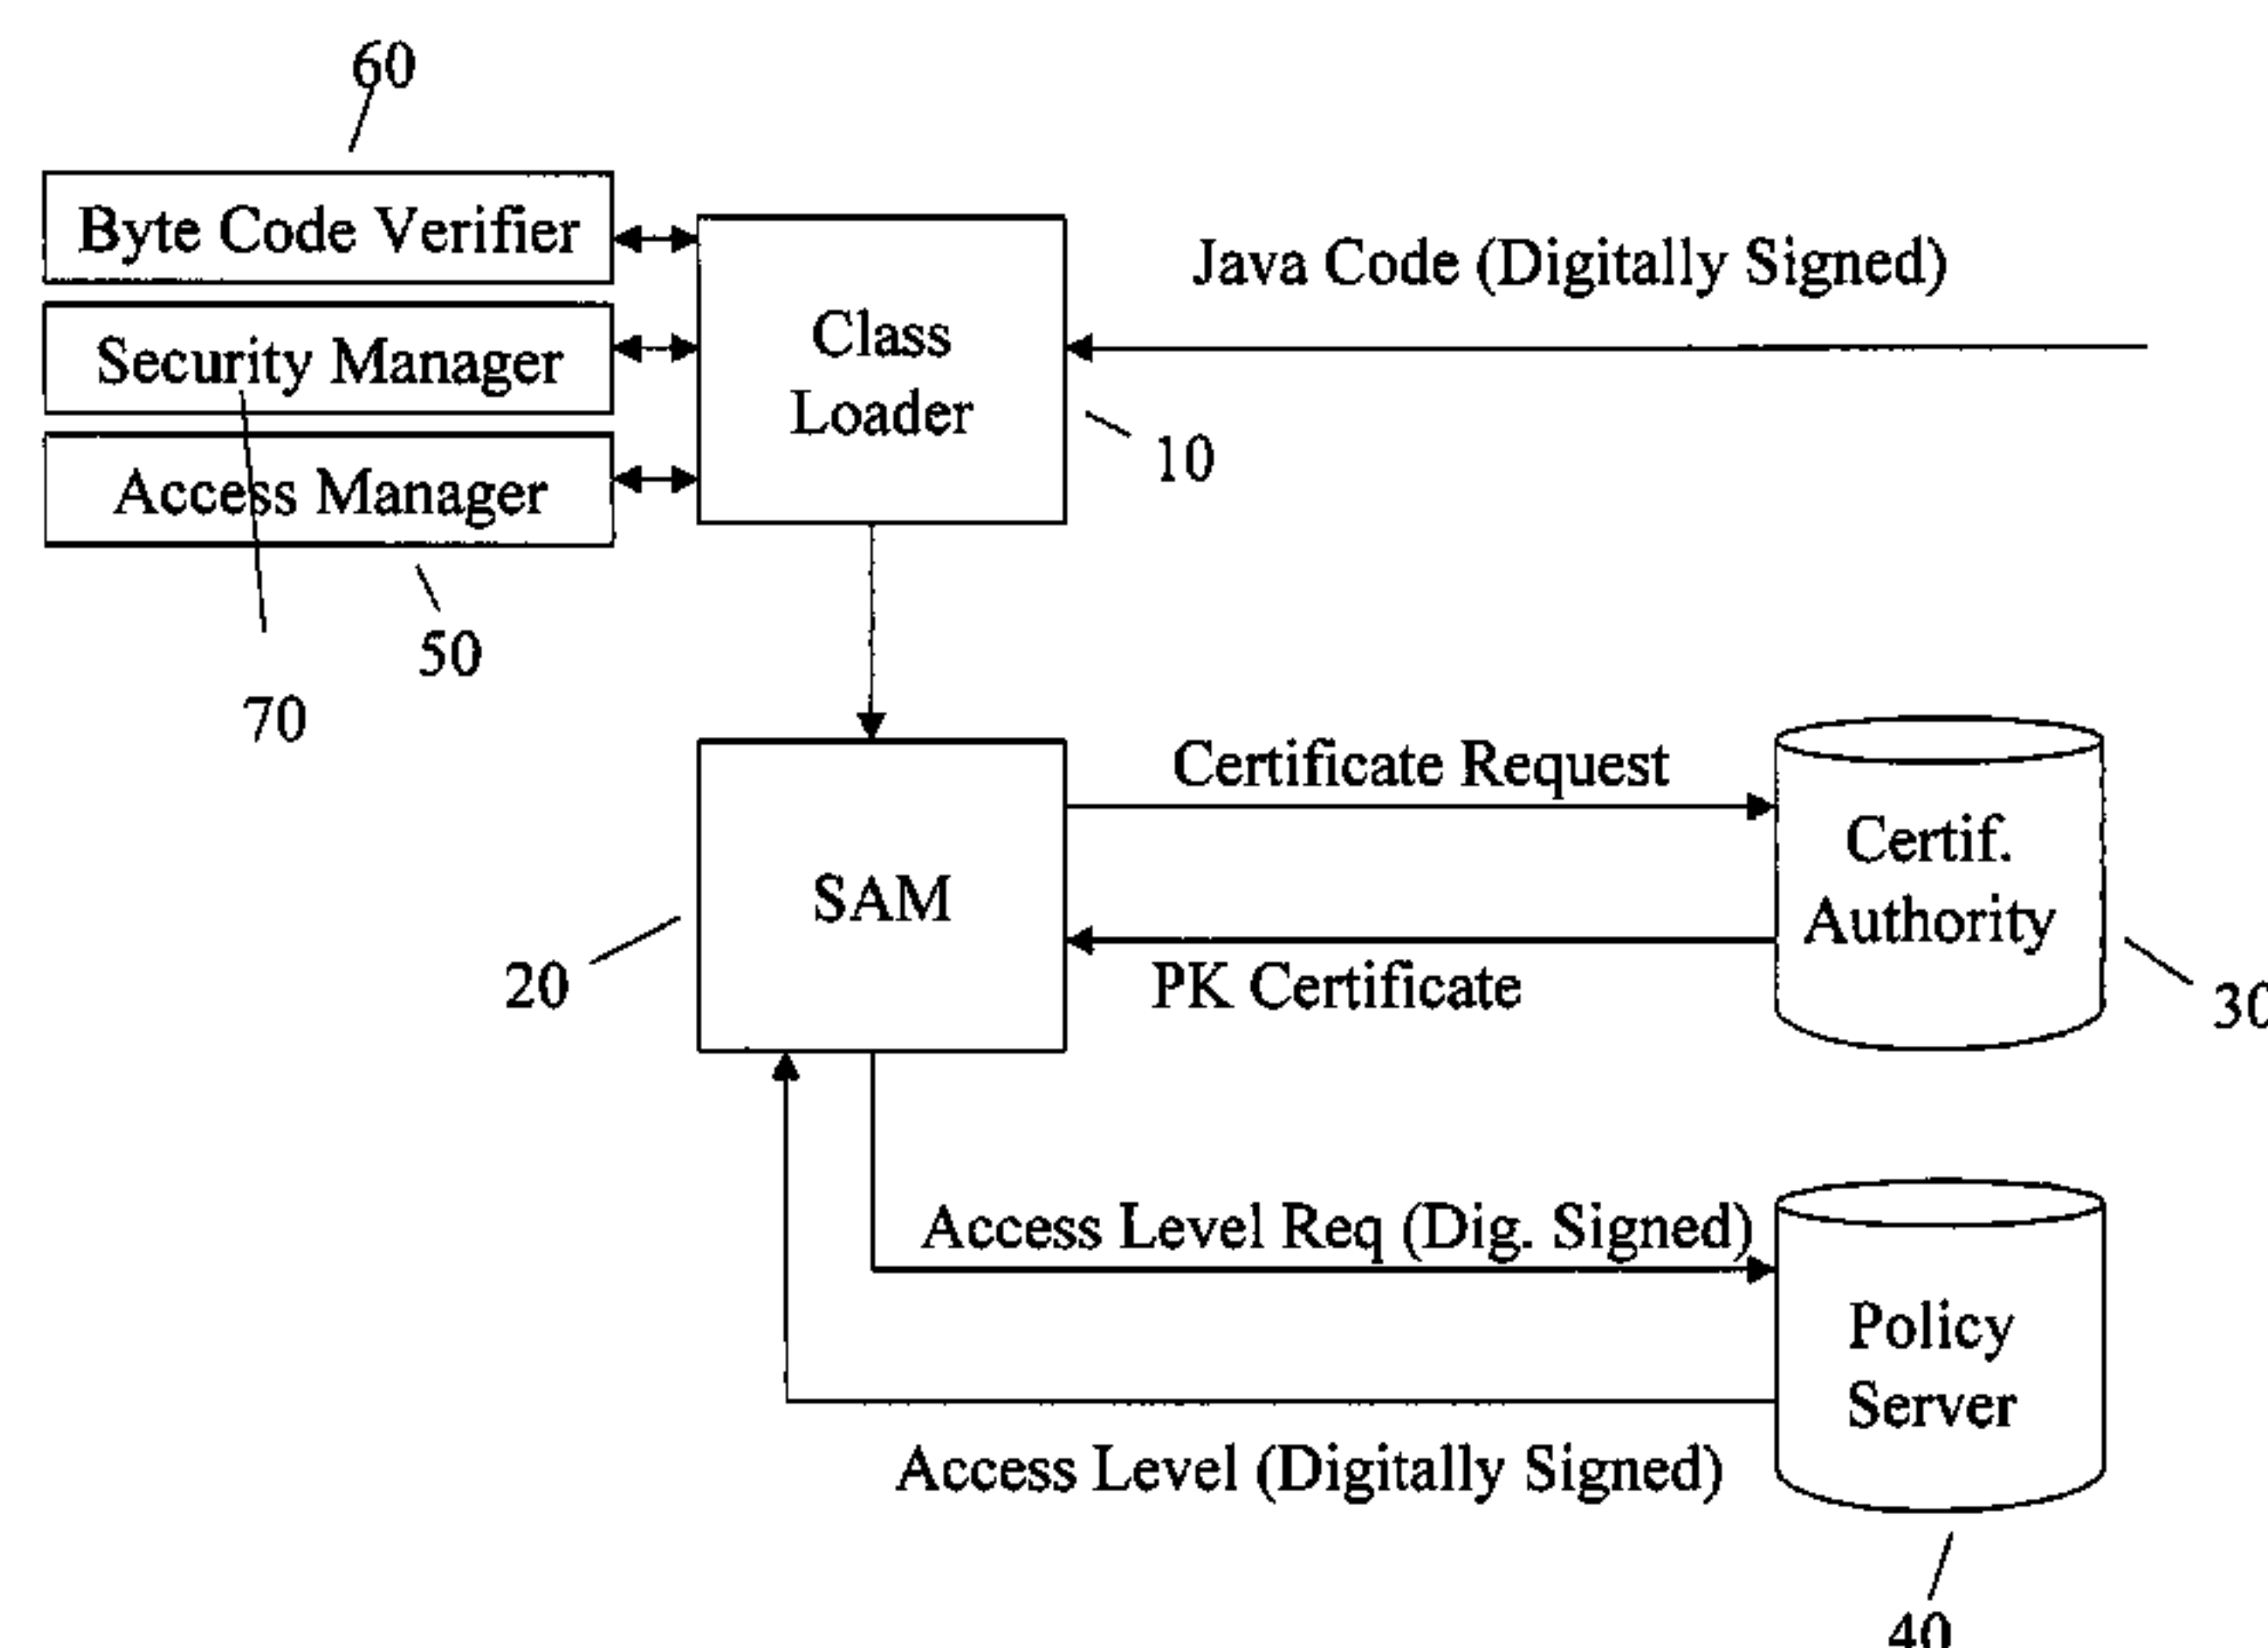 60
Byte Code Verifier
Security Manager
Access Manager
Class
Loader
Java Code (Digitally Signed)
10
50
70
Certificate Request
SAM
Certif.
Authority
20
PK Certificate
30
Access Level Req (Dig. Signed)
Policy
Server
Access Level (Digitally Signed)
40